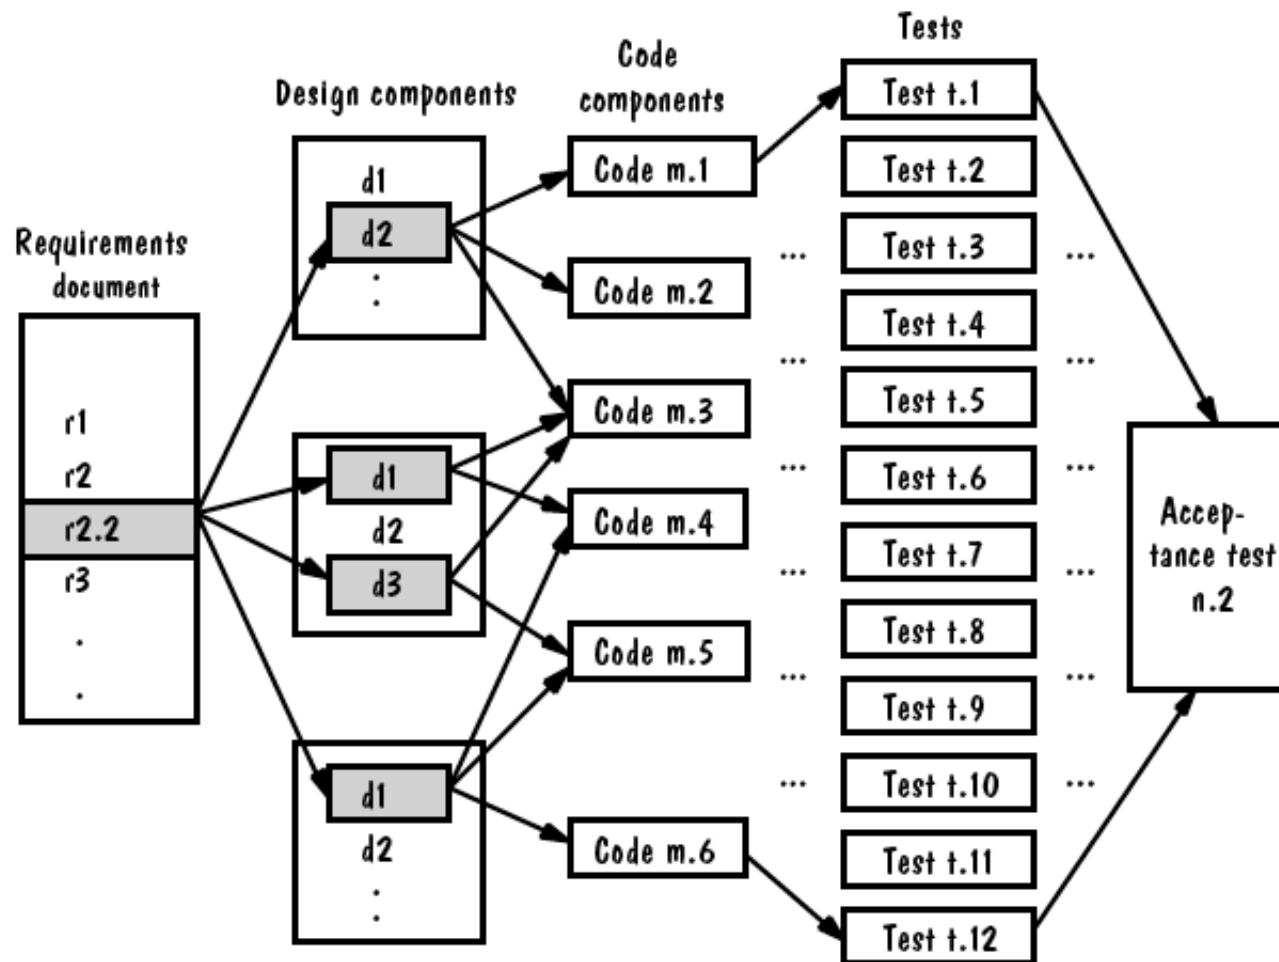 Requirements
document
r1
r2
r2.2
r3
.
.
Design components
d1
d2
.
.
d1
d2
d3
d1
d2
.
.
Code
components
Code m.1
Code m.2
Code m.3
Code m.4
Code m.5
Code m.6
...
...
...
...
...
...
Tests
Test t.1
Test t.2
Test t.3
Test t.4
Test t.5
Test t.6
Test t.7
Test t.8
Test t.9
Test t.10
Test t.11
Test t.12
...
...
...
...
...
...
Accep-
tance test
n.2